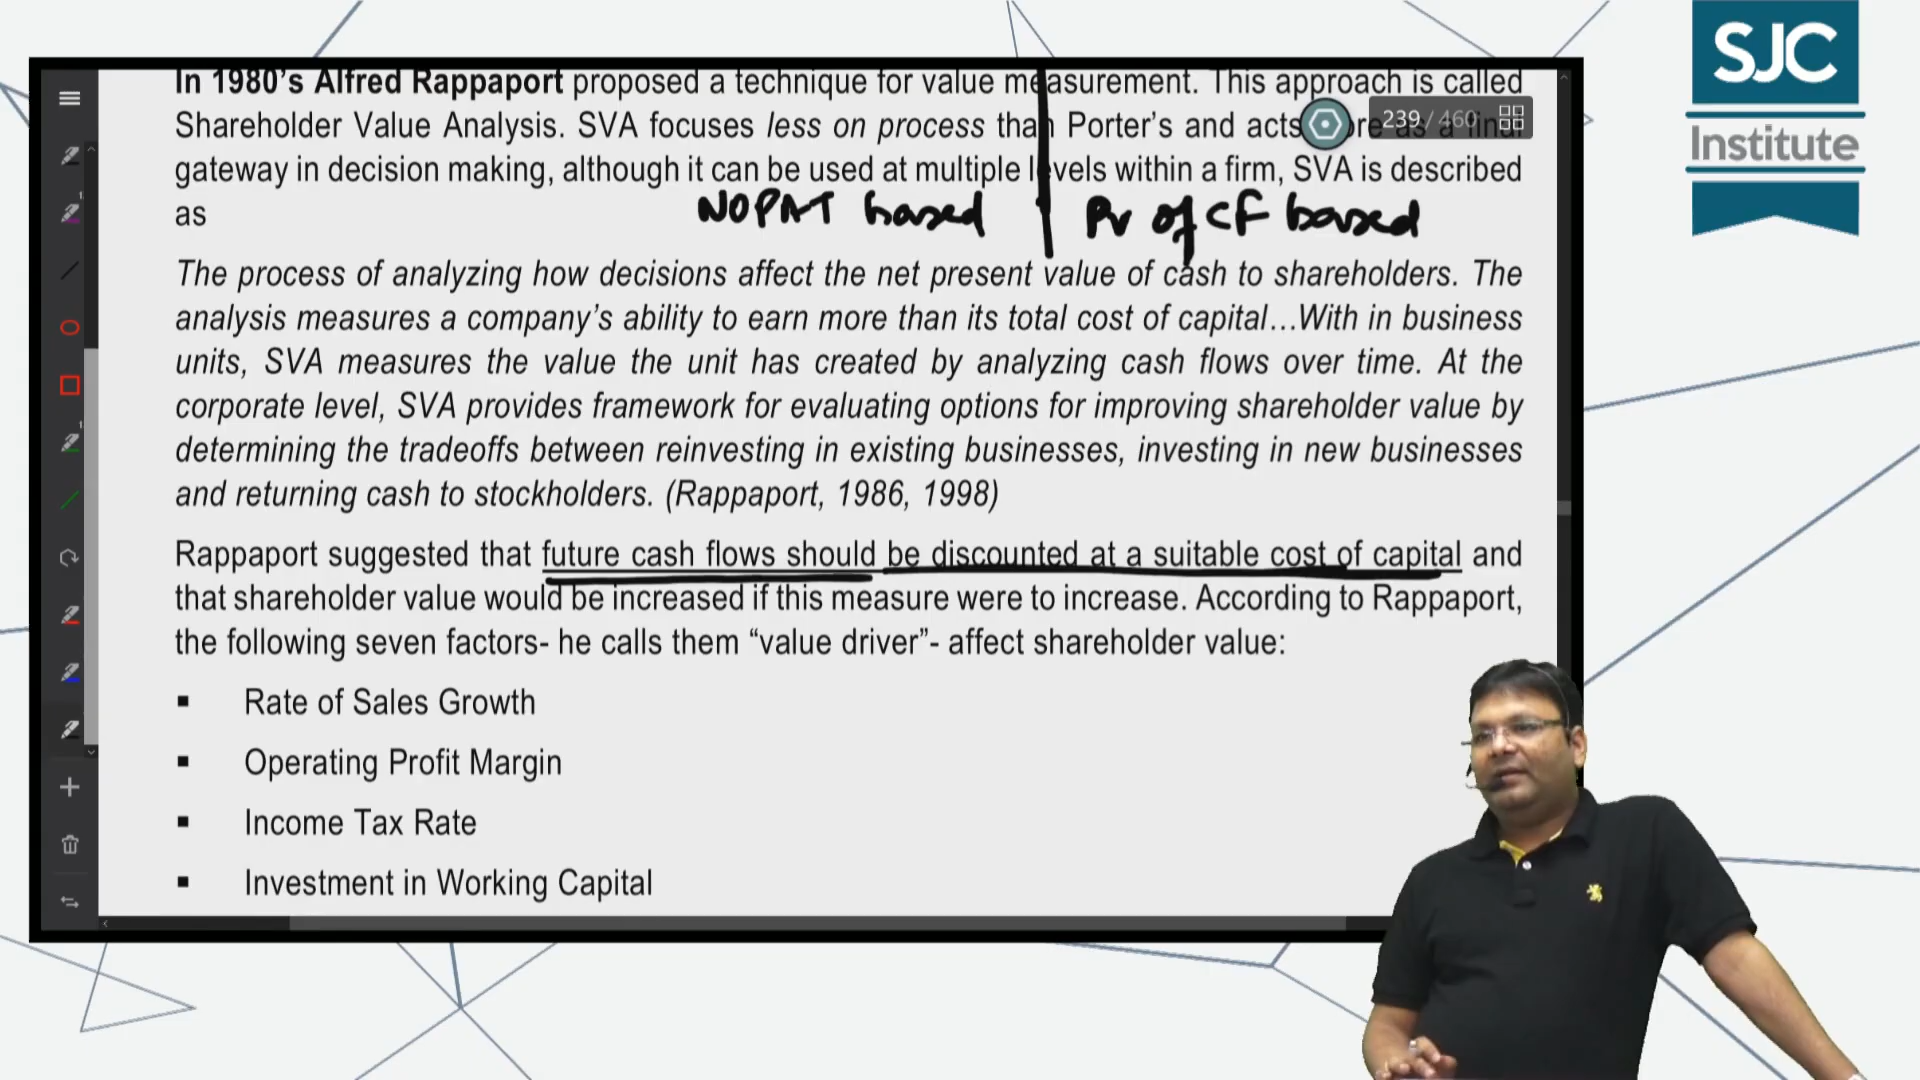 In 1980's Alfred Rappaport proposed a technique for value measurement. This approach is called
Shareholder Value Analysis. SVA focuses less on process than Porter's and acts as a final
gateway in decision making, although it can be used at multiple levels within a firm, SVA is described
as
NOPAT based
PV of CF based
The process of analyzing how decisions affect the net present value of cash to shareholders. The
analysis measures a company's ability to earn more than its total cost of capital…With in business
units, SVA measures the value the unit has created by analyzing cash flows over time. At the
corporate level, SVA provides framework for evaluating options for improving shareholder value by
determining the tradeoffs between reinvesting in existing businesses, investing in new businesses
and returning cash to stockholders. (Rappaport, 1986, 1998)
Rappaport suggested that future cash flows should be discounted at a suitable cost of capital and
that shareholder value would be increased if this measure were to increase. According to Rappaport,
the following seven factors- he calls them “value driver”- affect shareholder value:
▪ Rate of Sales Growth
▪ Operating Profit Margin
▪ Income Tax Rate
▪ Investment in Working Capital
239 / 460
SJC
Institute